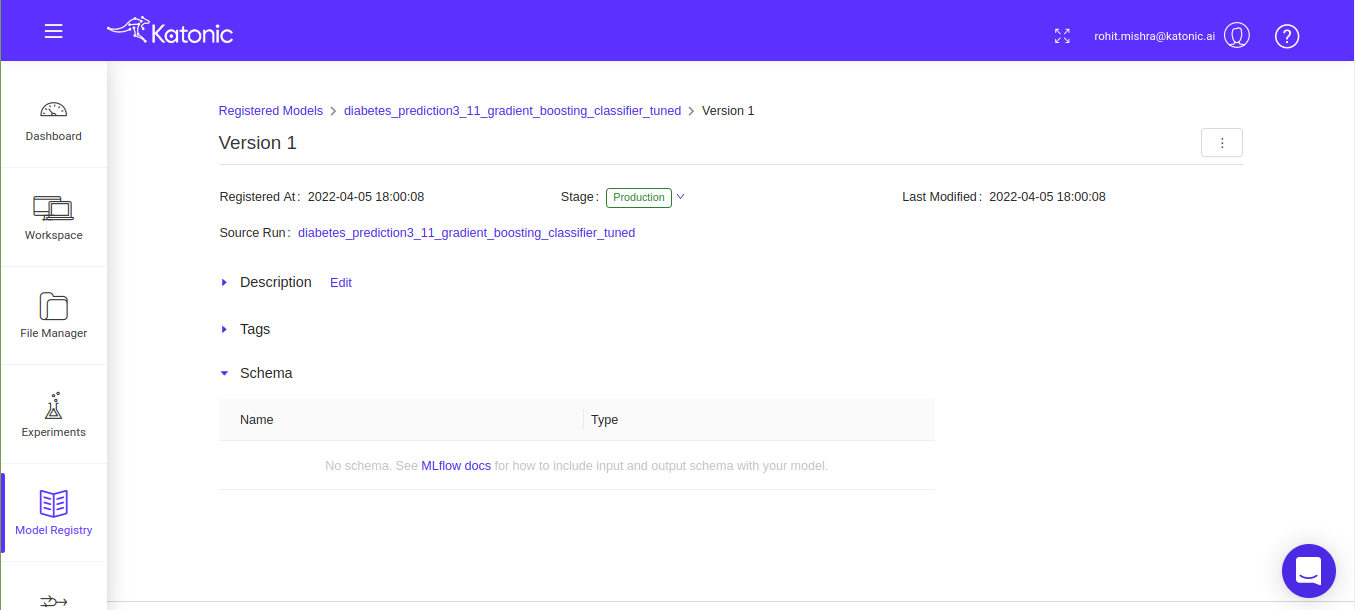 Katonic
rohit.mishra@katonic.ai
?
Dashboard
Workspace
File Manager
Experiments
Model Registry
Registered Models > diabetes_prediction3_11_gradient_boosting_classifier_tuned > Version 1
Version 1
Registered At: 2022-04-05 18:00:08 Stage: Production Last Modified: 2022-04-05 18:00:08
Source Run: diabetes_prediction3_11_gradient_boosting_classifier_tuned
Description Edit
Tags
Schema
Name Type
No schema. See MLflow docs for how to include input and output schema with your model.